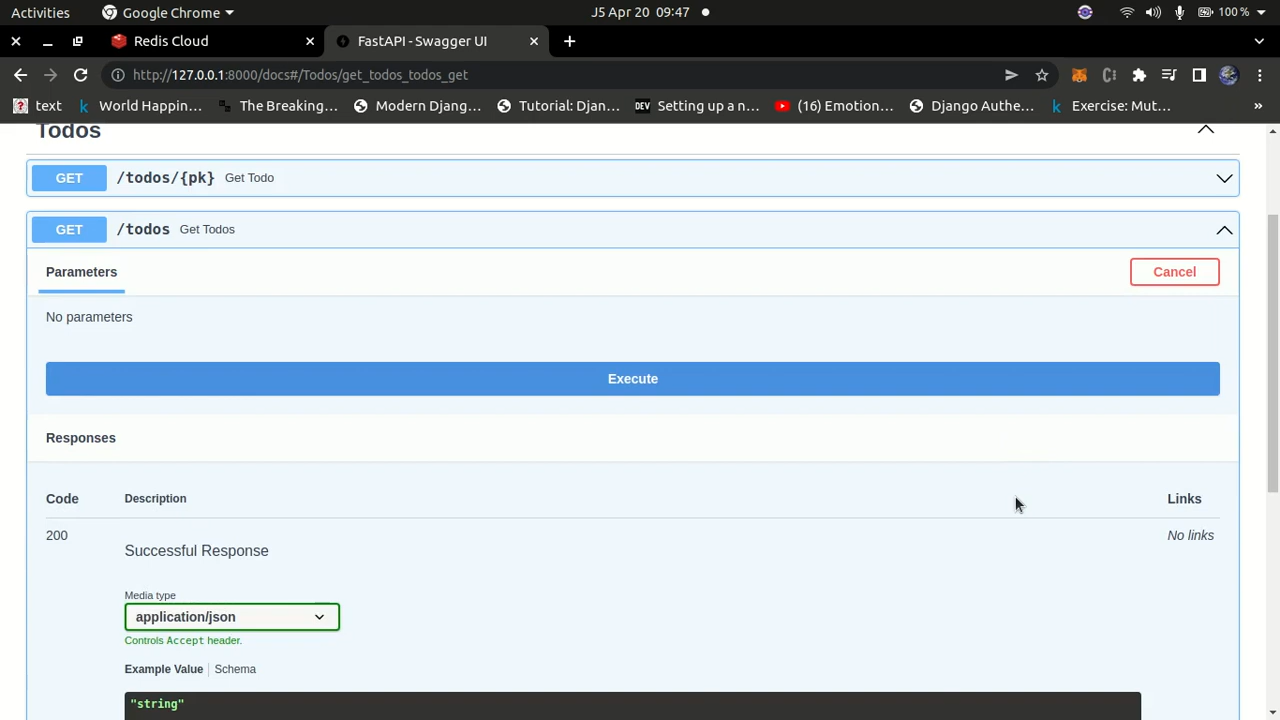 Activities
Google Chrome
J5 Apr 20 09:47
100 %
Redis Cloud
FastAPI - Swagger UI
http://127.0.0.1:8000/docs#/Todos/get_todos_todos_get
text
World Happin...
The Breaking...
Modern Djang...
Tutorial: Djan...
DEV
Setting up a n...
(16) Emotion...
Django Authe...
Exercise: Mut...
»
Todos
GET /todos/{pk} Get Todo
GET /todos Get Todos
Parameters
Cancel
No parameters
Execute
Responses
Code Description Links
200 Successful Response No links
Media type
application/json
Controls Accept header.
Example Value Schema
"string"